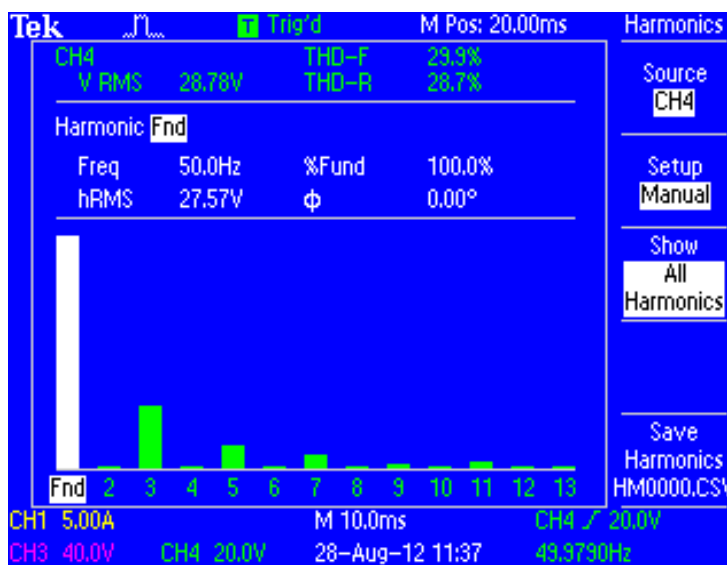 Tek T Trig'd M Pos: 20.00ms Harmonics
CH4 THD-F 29.9%
V RMS 28.78V THD-R 28.7%
Source
CH4
Harmonic Fnd
Freq 50.0Hz %Fund 100.0%
hRMS 27.57V ф 0.00°
Setup
Manual
Show
All
Harmonics
Save
Harmonics
HM0000.CSV
Fnd 2 3 4 5 6 7 8 9 10 11 12 13
CH1 5.00A M 10.0ms CH4 20.0V
CH3 40.0V CH4 20.0V 28-Aug-12 11:37 49.9790Hz